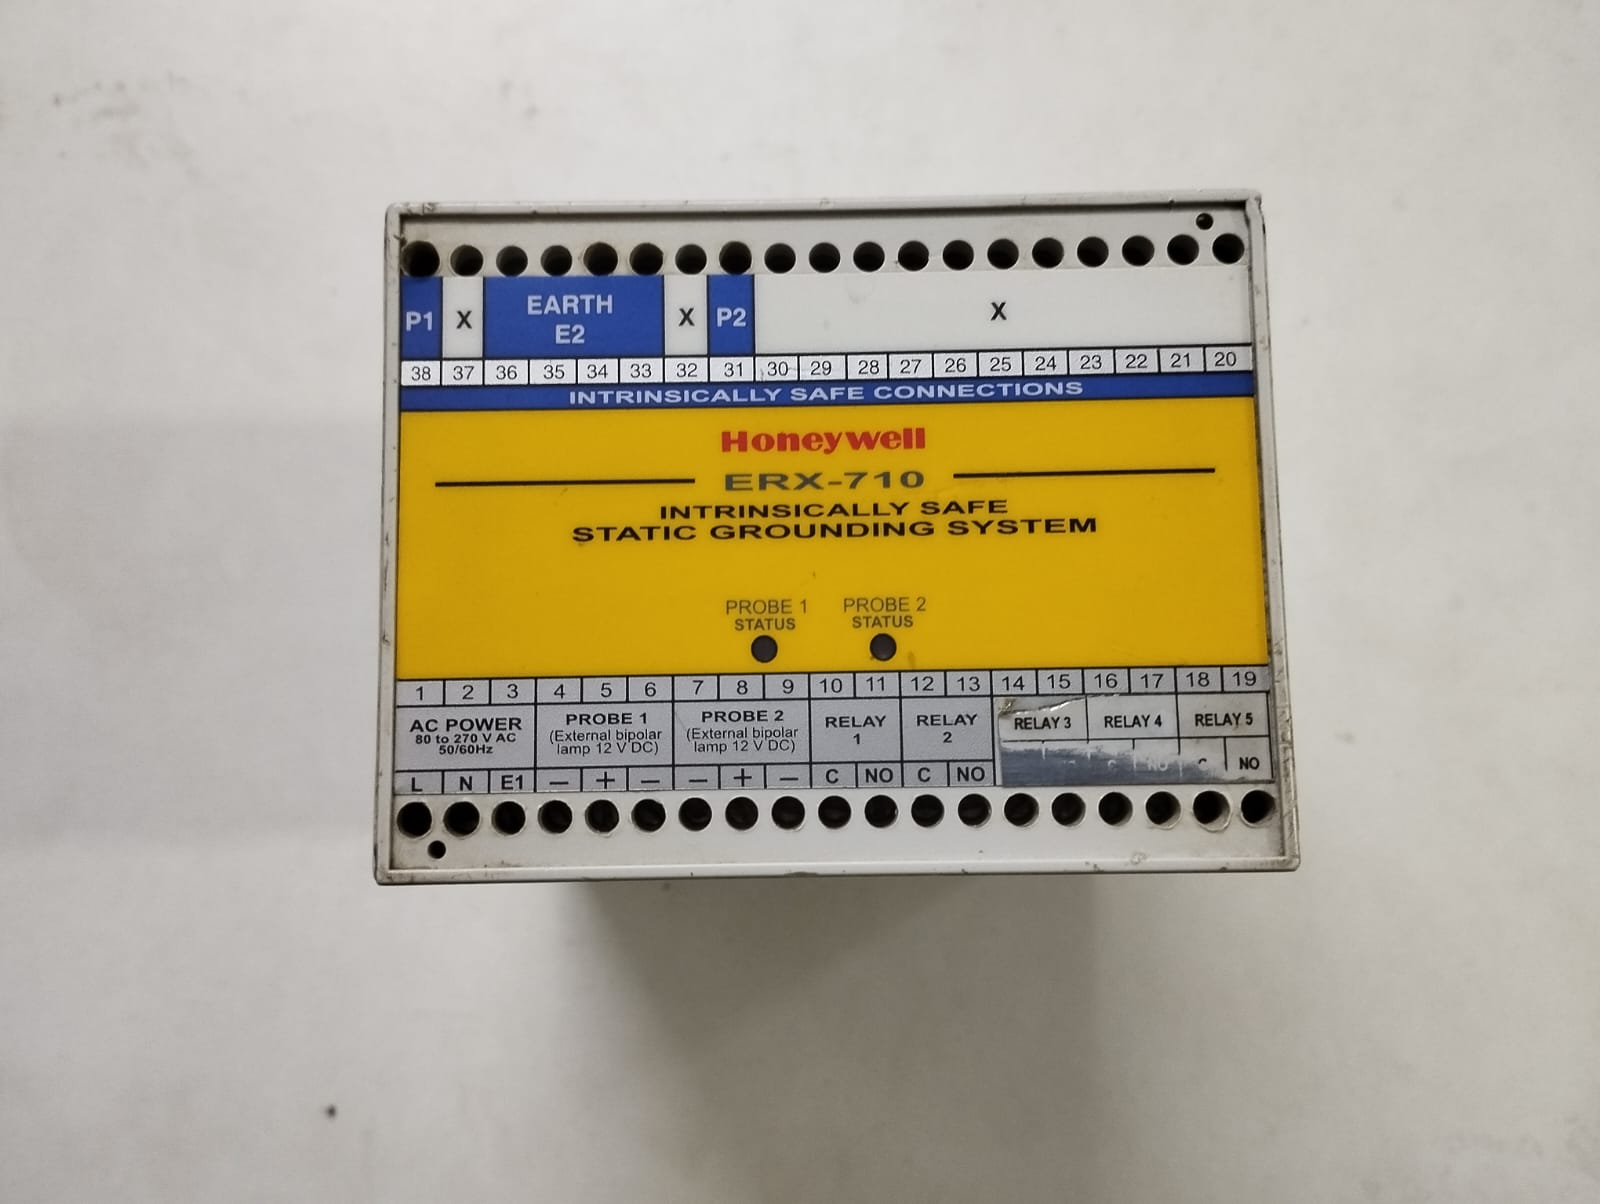 P1 X EARTH X P2 X
E2
38 37 36 35 34 33 32 31 30 29 28 27 26 25 24 23 22 21 20
INTRINSICALLY SAFE CONNECTIONS
Honeywell
ERX-710
INTRINSICALLY SAFE
STATIC GROUNDING SYSTEM
PROBE 1 PROBE 2
STATUS STATUS
1 2 3 4 5 6 7 8 9 10 11 12 13 14 15 16 17 18 19
AC POWER
80 to 270 V AC
50/60Hz
PROBE 1
(External bipolar
lamp 12 V DC)
PROBE 2
(External bipolar
lamp 12 V DC)
RELAY
1
RELAY
2
RELAY 3 RELAY 4 RELAY 5
L N E1 – + – – + – C NO C NO NO NO